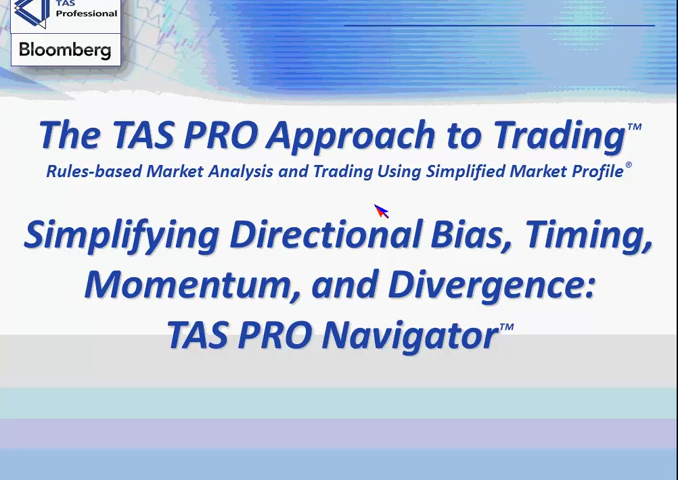 TAS
Professional
Bloomberg
The TAS PRO Approach to Trading™
Rules-based Market Analysis and Trading Using Simplified Market Profile®
Simplifying Directional Bias, Timing,
Momentum, and Divergence:
TAS PRO Navigator™